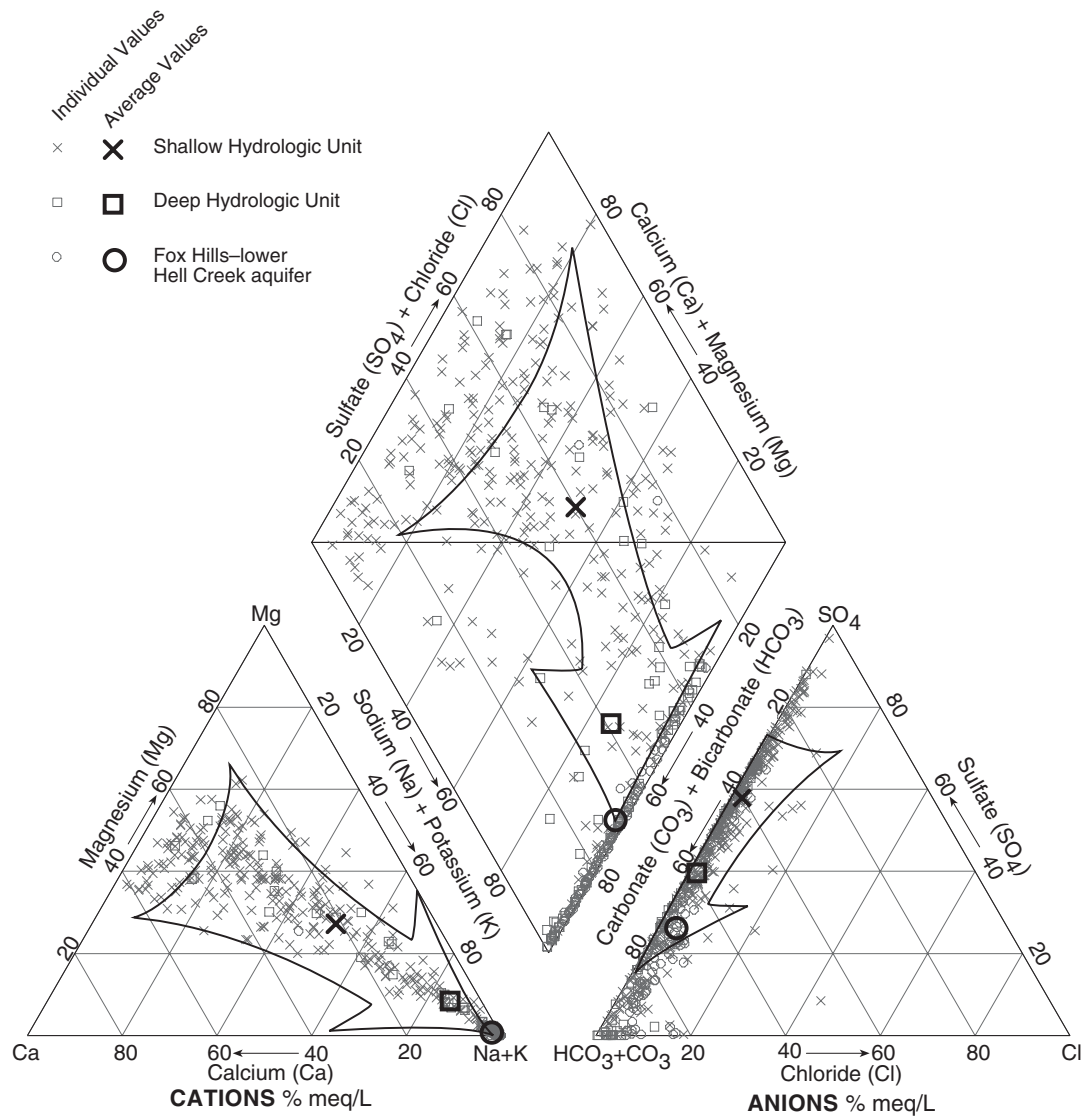 Individual Values
Average Values
Shallow Hydrologic Unit
Deep Hydrologic Unit
Fox Hills–lower
Hell Creek aquifer
Sulfate (SO4) + Chloride (Cl)
20
40
60
80
Calcium (Ca) + Magnesium (Mg)
80
60
40
20
Sodium (Na) + Potassium (K)
20
40
60
80
Carbonate (CO3) + Bicarbonate (HCO3)
20
40
60
80
Mg
Magnesium (Mg)
20
40
60
80
20
40
60
80
Ca
80
60
40
20
Na+K
Calcium (Ca)
CATIONS % meq/L
SO4
20
40
60
80
Sulfate (SO4)
80
60
40
20
HCO3+CO3
20
40
60
80
Cl
Chloride (Cl)
ANIONS % meq/L